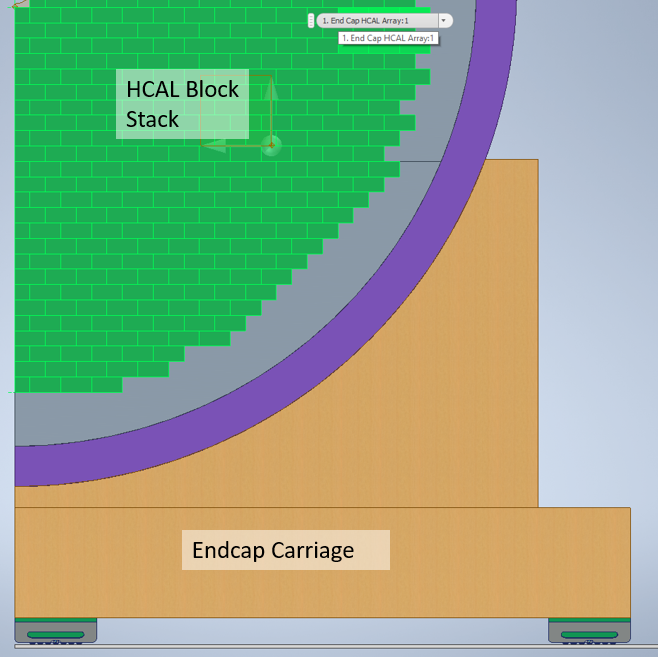 1. End Cap HCAL Array:1
1. End Cap HCAL Array:1
HCAL Block
Stack
Endcap Carriage